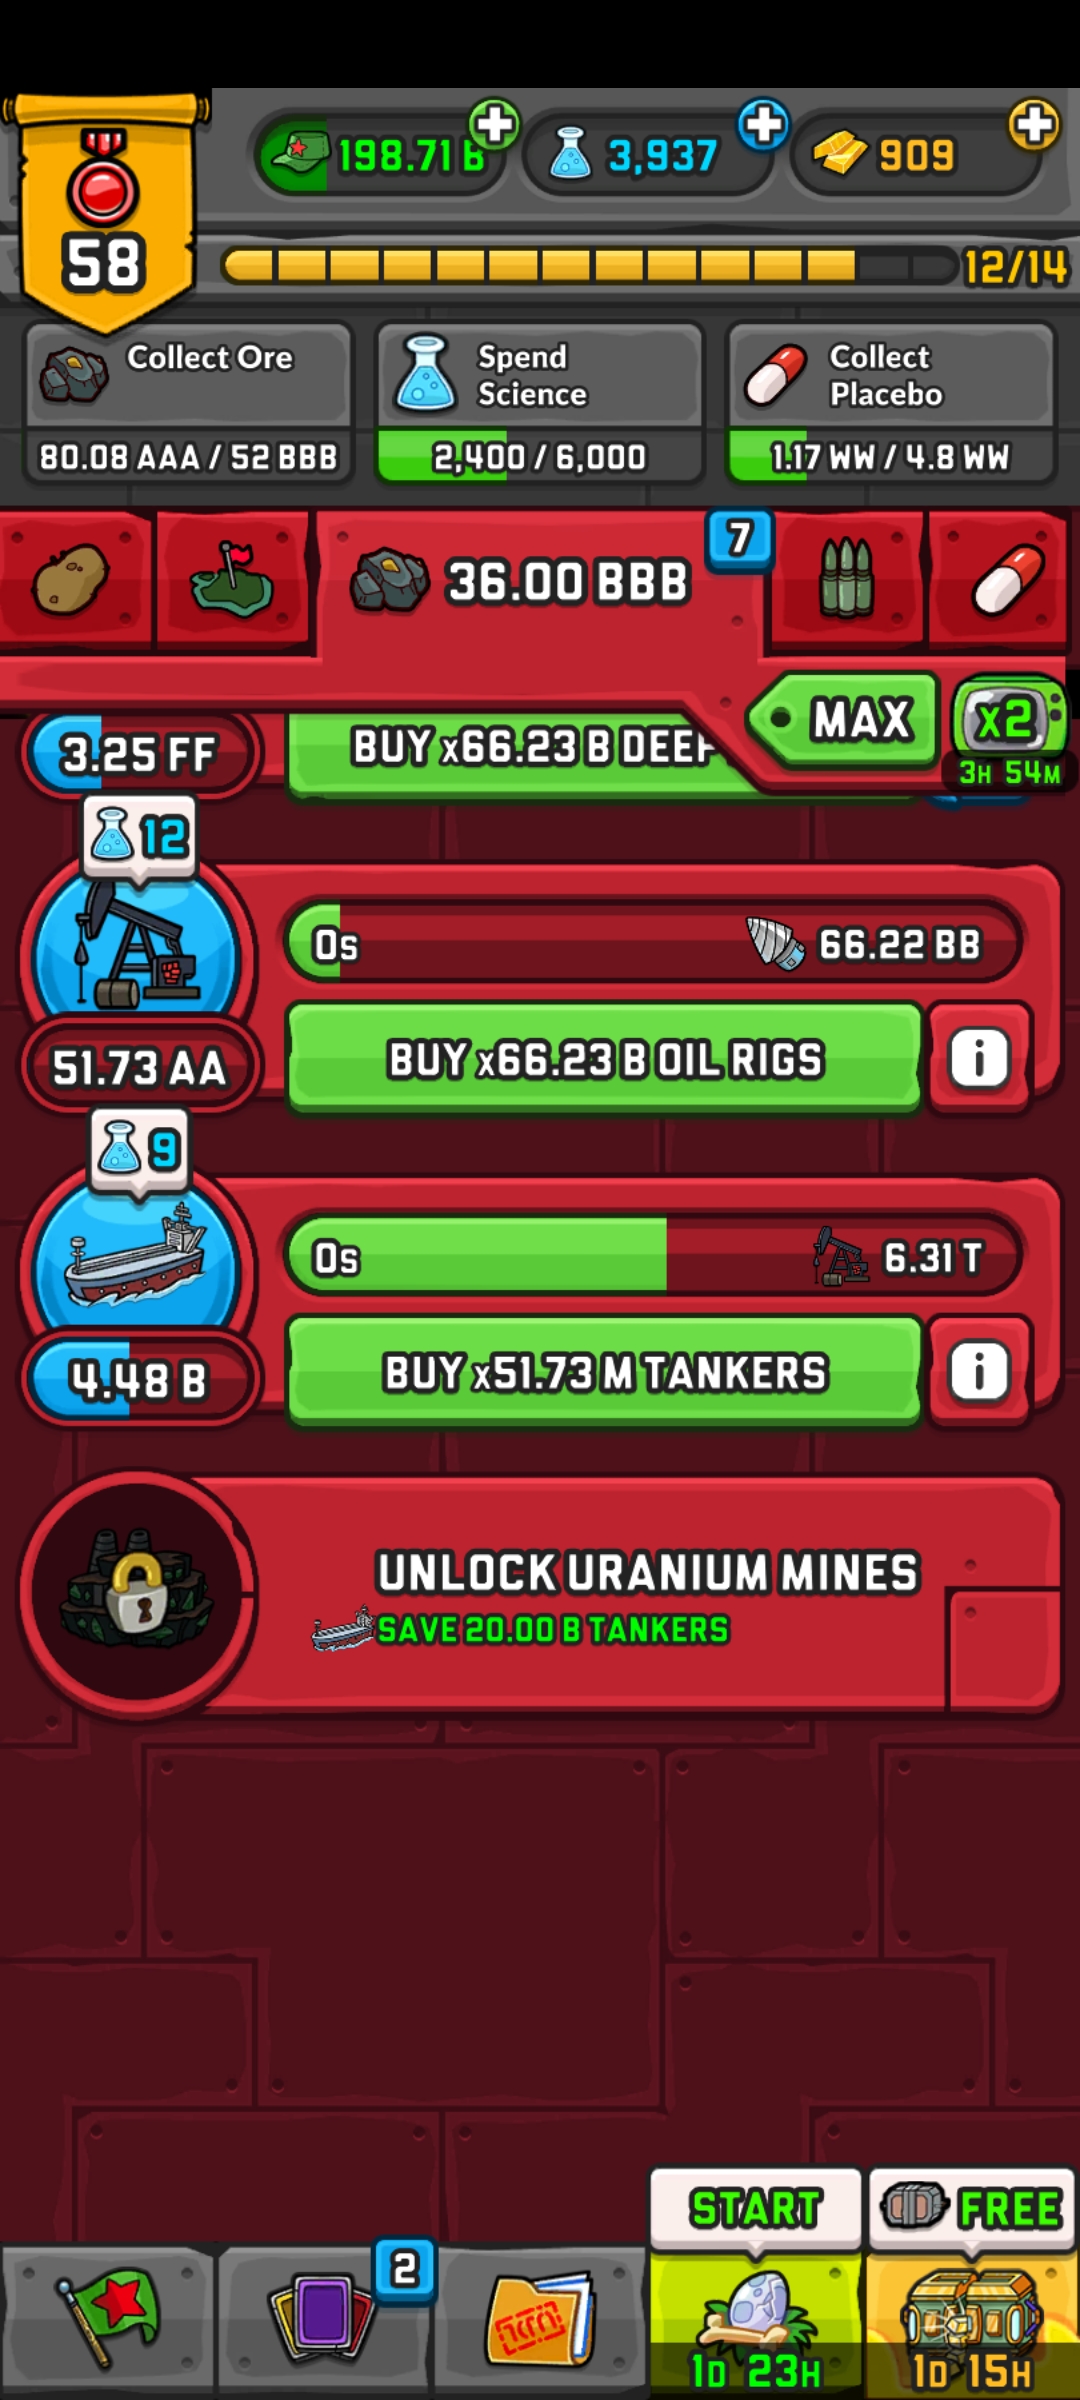 198.71 B
3,937
909
58
12/14
Collect Ore
80.08 AAA / 52 BBB
Spend
Science
2,400 / 6,000
Collect
Placebo
1.17 WW / 4.8 WW
36.00 BBB
7
MAX
x2
3H 54M
3.25 FF
BUY x66.23 B DEEP
12
0s
66.22 BB
51.73 AA
BUY x66.23 B OIL RIGS
i
9
0s
6.31 T
4.48 B
BUY x51.73 M TANKERS
i
UNLOCK URANIUM MINES
SAVE 20.00 B TANKERS
START
FREE
2
1D 23H
1D 15H